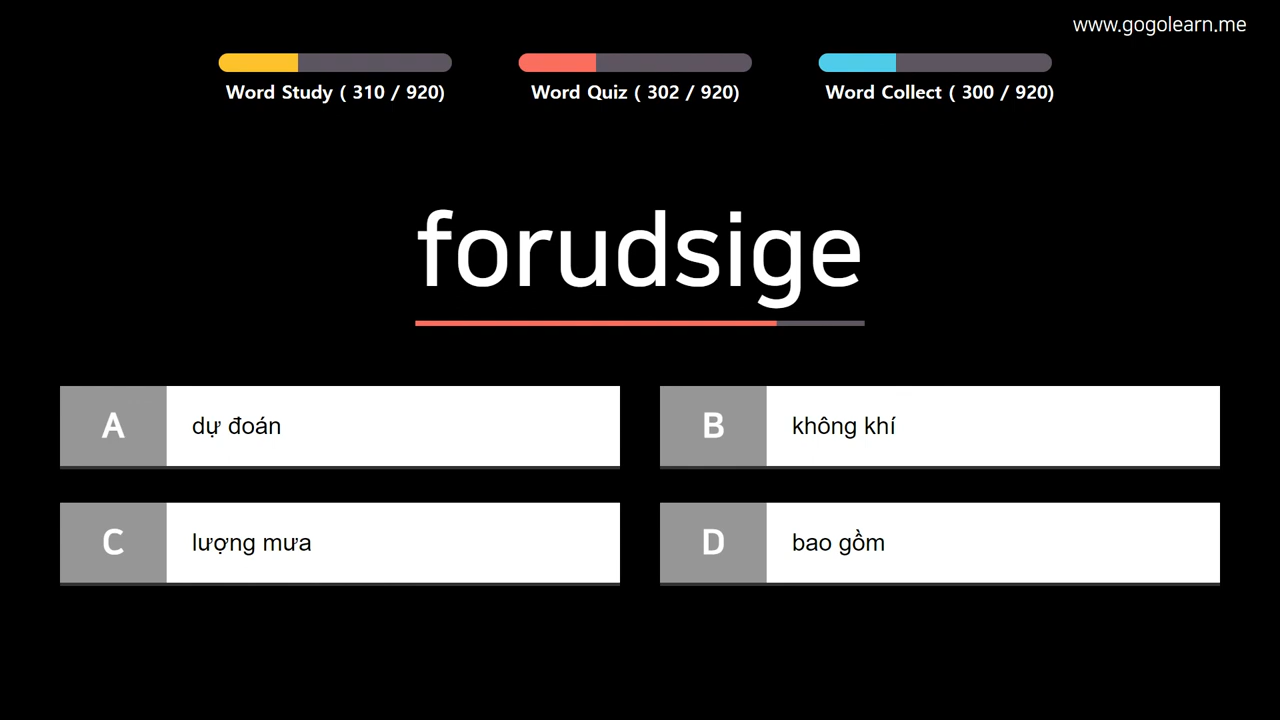 www.gogolearn.me
Word Study ( 310 / 920)
Word Quiz ( 302 / 920)
Word Collect ( 300 / 920)
forudsige
A dự đoán
B không khí
C lượng mưa
D bao gồm